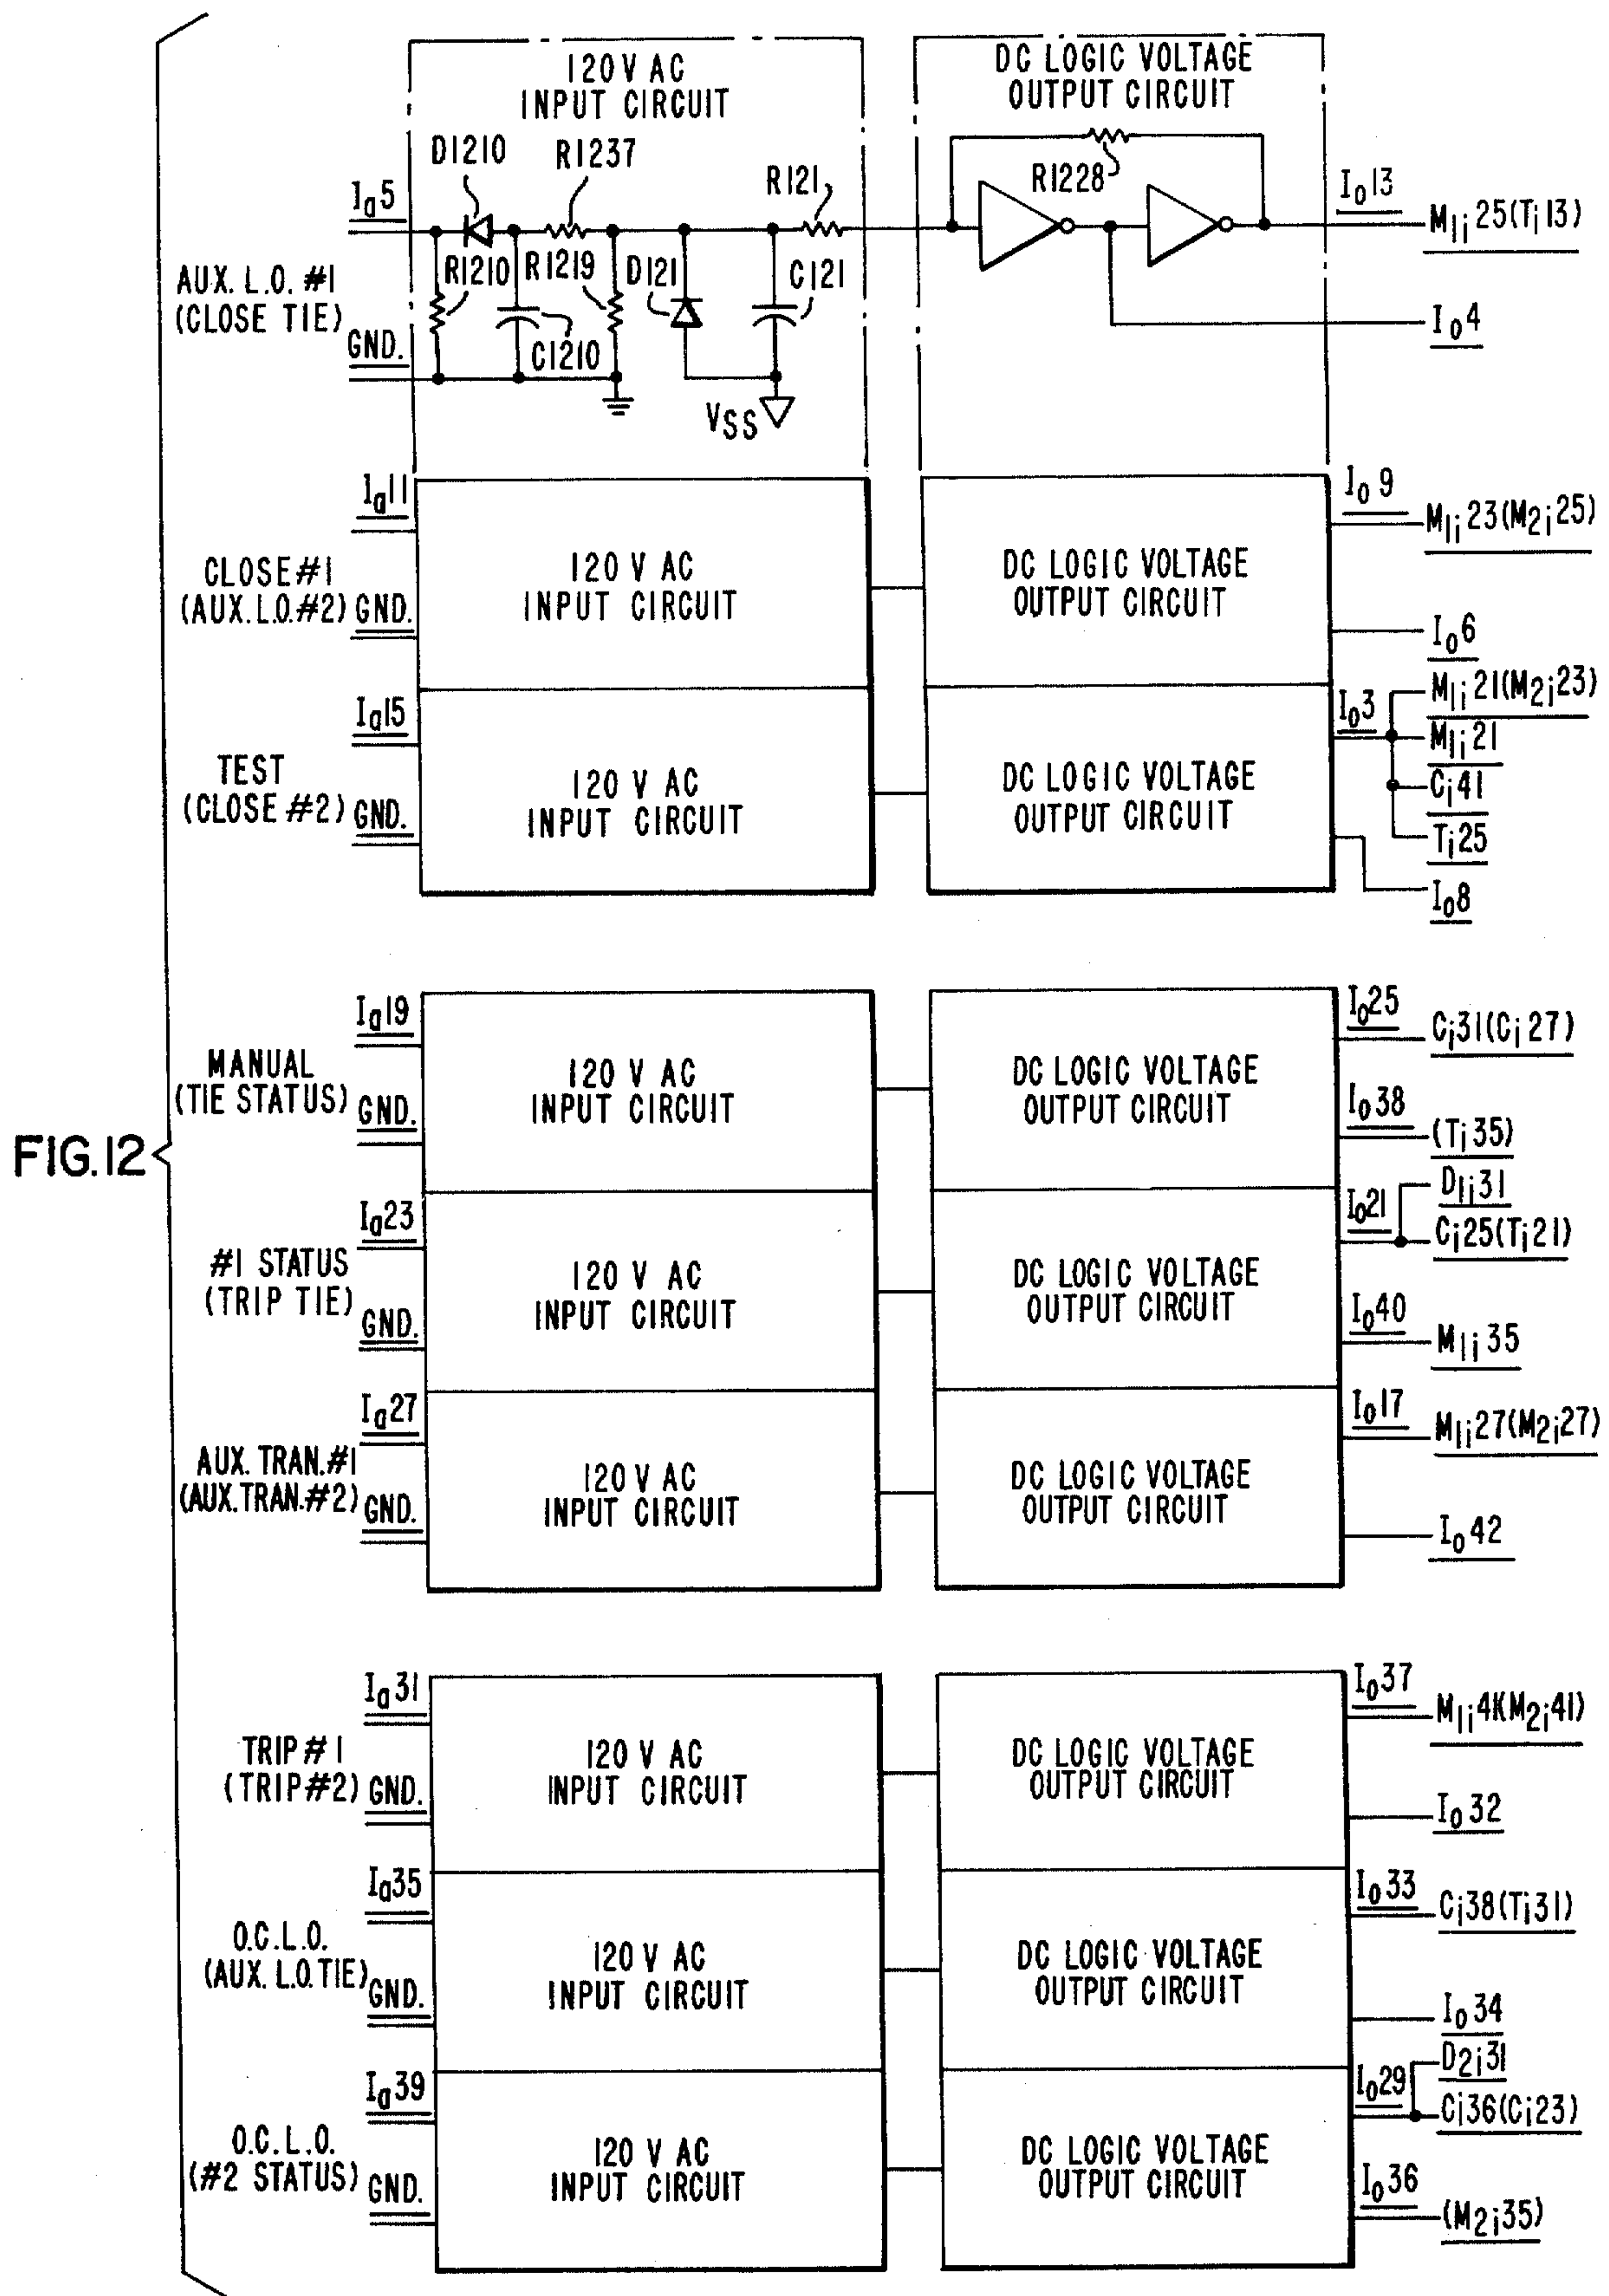 FIG.12
120 V AC
INPUT CIRCUIT
DC LOGIC VOLTAGE
OUTPUT CIRCUIT
D1210
R1237
R121
R1228
Ia5
Io13
M1i25(Ti13)
R1210
R1219
D121
C121
AUX. L.O. #1
(CLOSE TIE)
Io4
GND.
C1210
VSS
Ia11
Io9
M1i23(M2i25)
CLOSE #1
(AUX. L.O.#2)
GND.
120 V AC
INPUT CIRCUIT
DC LOGIC VOLTAGE
OUTPUT CIRCUIT
Io6
Ia15
Io3
M1i21(M2i23)
M1i21
TEST
(CLOSE #2)
GND.
120 V AC
INPUT CIRCUIT
DC LOGIC VOLTAGE
OUTPUT CIRCUIT
Ci41
Ti25
Io8
Ia19
Io25
Ci31(Ci27)
MANUAL
(TIE STATUS)
GND.
120 V AC
INPUT CIRCUIT
DC LOGIC VOLTAGE
OUTPUT CIRCUIT
Io38
(Ti35)
D1i31
Ia23
Io21
Ci25(Ti21)
#1 STATUS
(TRIP TIE)
GND.
120 V AC
INPUT CIRCUIT
DC LOGIC VOLTAGE
OUTPUT CIRCUIT
Io40
M1i35
Ia27
Io17
M1i27(M2i27)
AUX. TRAN.#1
(AUX.TRAN.#2)
GND.
120 V AC
INPUT CIRCUIT
DC LOGIC VOLTAGE
OUTPUT CIRCUIT
Io42
Ia31
Io37
M1i4K(M2i41)
TRIP #1
(TRIP#2)
GND.
120 V AC
INPUT CIRCUIT
DC LOGIC VOLTAGE
OUTPUT CIRCUIT
Io32
Ia35
Io33
Ci38(Ti31)
O.C.L.O.
(AUX. L.O.TIE)
GND.
120 V AC
INPUT CIRCUIT
DC LOGIC VOLTAGE
OUTPUT CIRCUIT
Io34
D2i31
Ia39
Io29
Ci36(Ci23)
O.C.L.O.
(#2 STATUS)
GND.
120 V AC
INPUT CIRCUIT
DC LOGIC VOLTAGE
OUTPUT CIRCUIT
Io36
(M2i35)